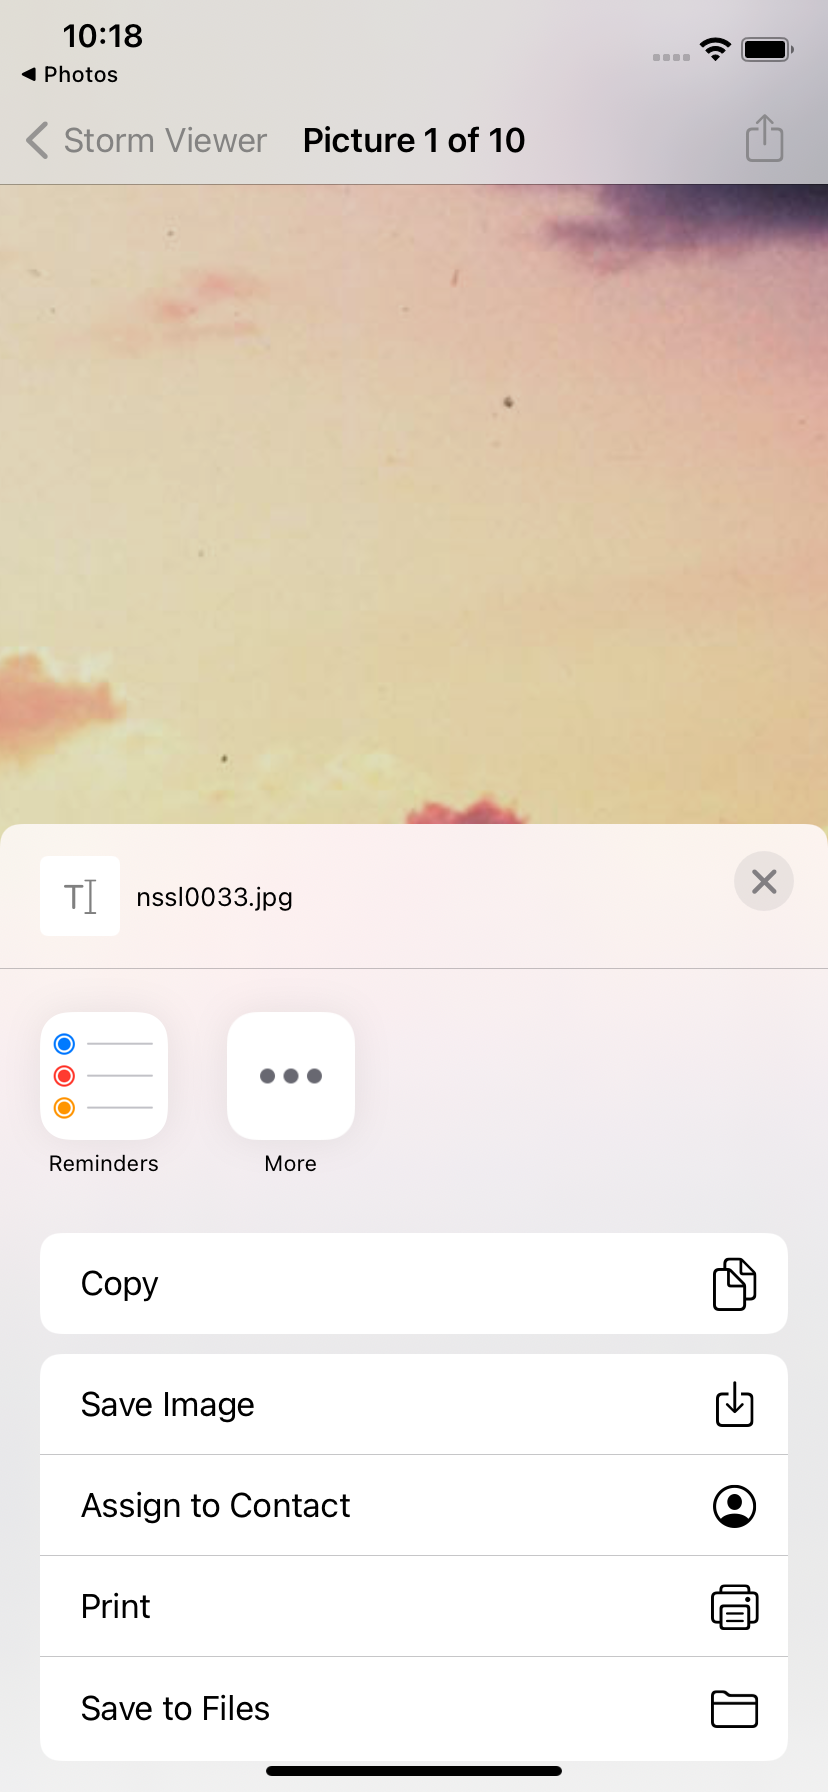 10:18
◀ Photos
Storm Viewer Picture 1 of 10
nssl0033.jpg
Reminders More
Copy
Save Image
Assign to Contact
Print
Save to Files